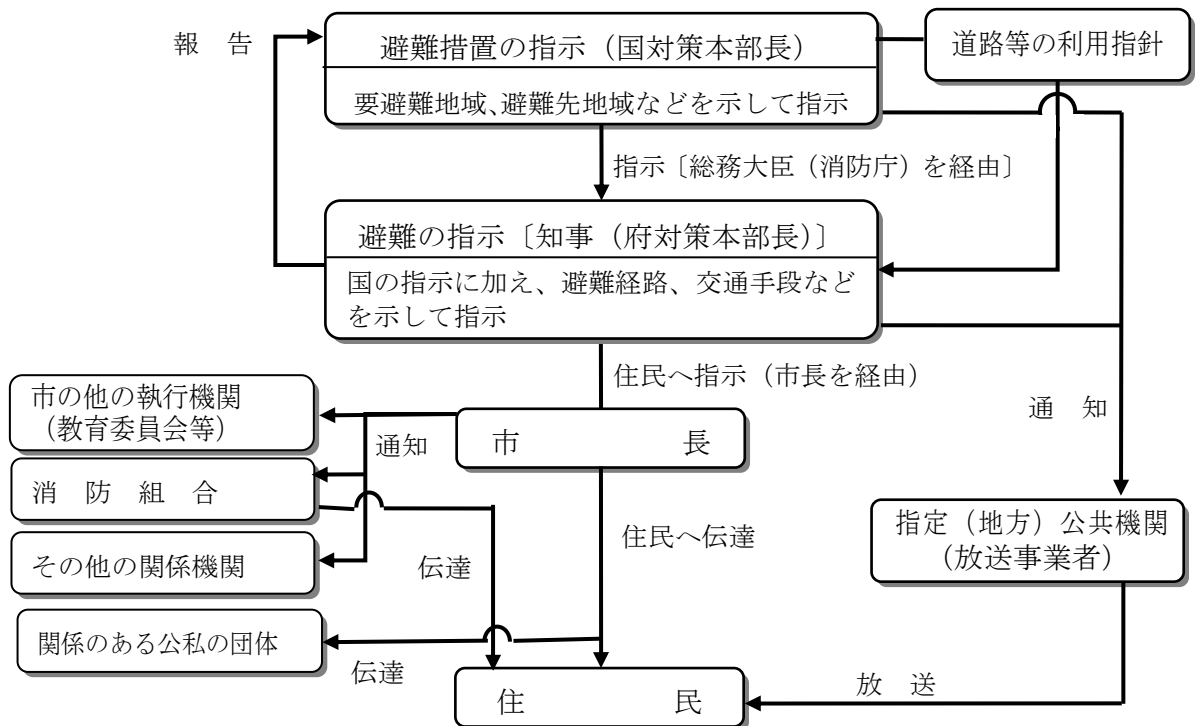 報 告
避難措置の指示（国対策本部長）
道路等の利用指針
要避難地域、避難先地域などを示して指示
指示〔総務大臣（消防庁）を経由〕
避難の指示〔知事（府対策本部長）〕
国の指示に加え、避難経路、交通手段など
を示して指示
住民へ指示（市長を経由）
市の他の執行機関
（教育委員会等）
通 知
市 長
通知
消 防 組 合
指定（地方）公共機関
（放送事業者）
住民へ伝達
その他の関係機関
伝達
関係のある公私の団体
伝達
放 送
住 民